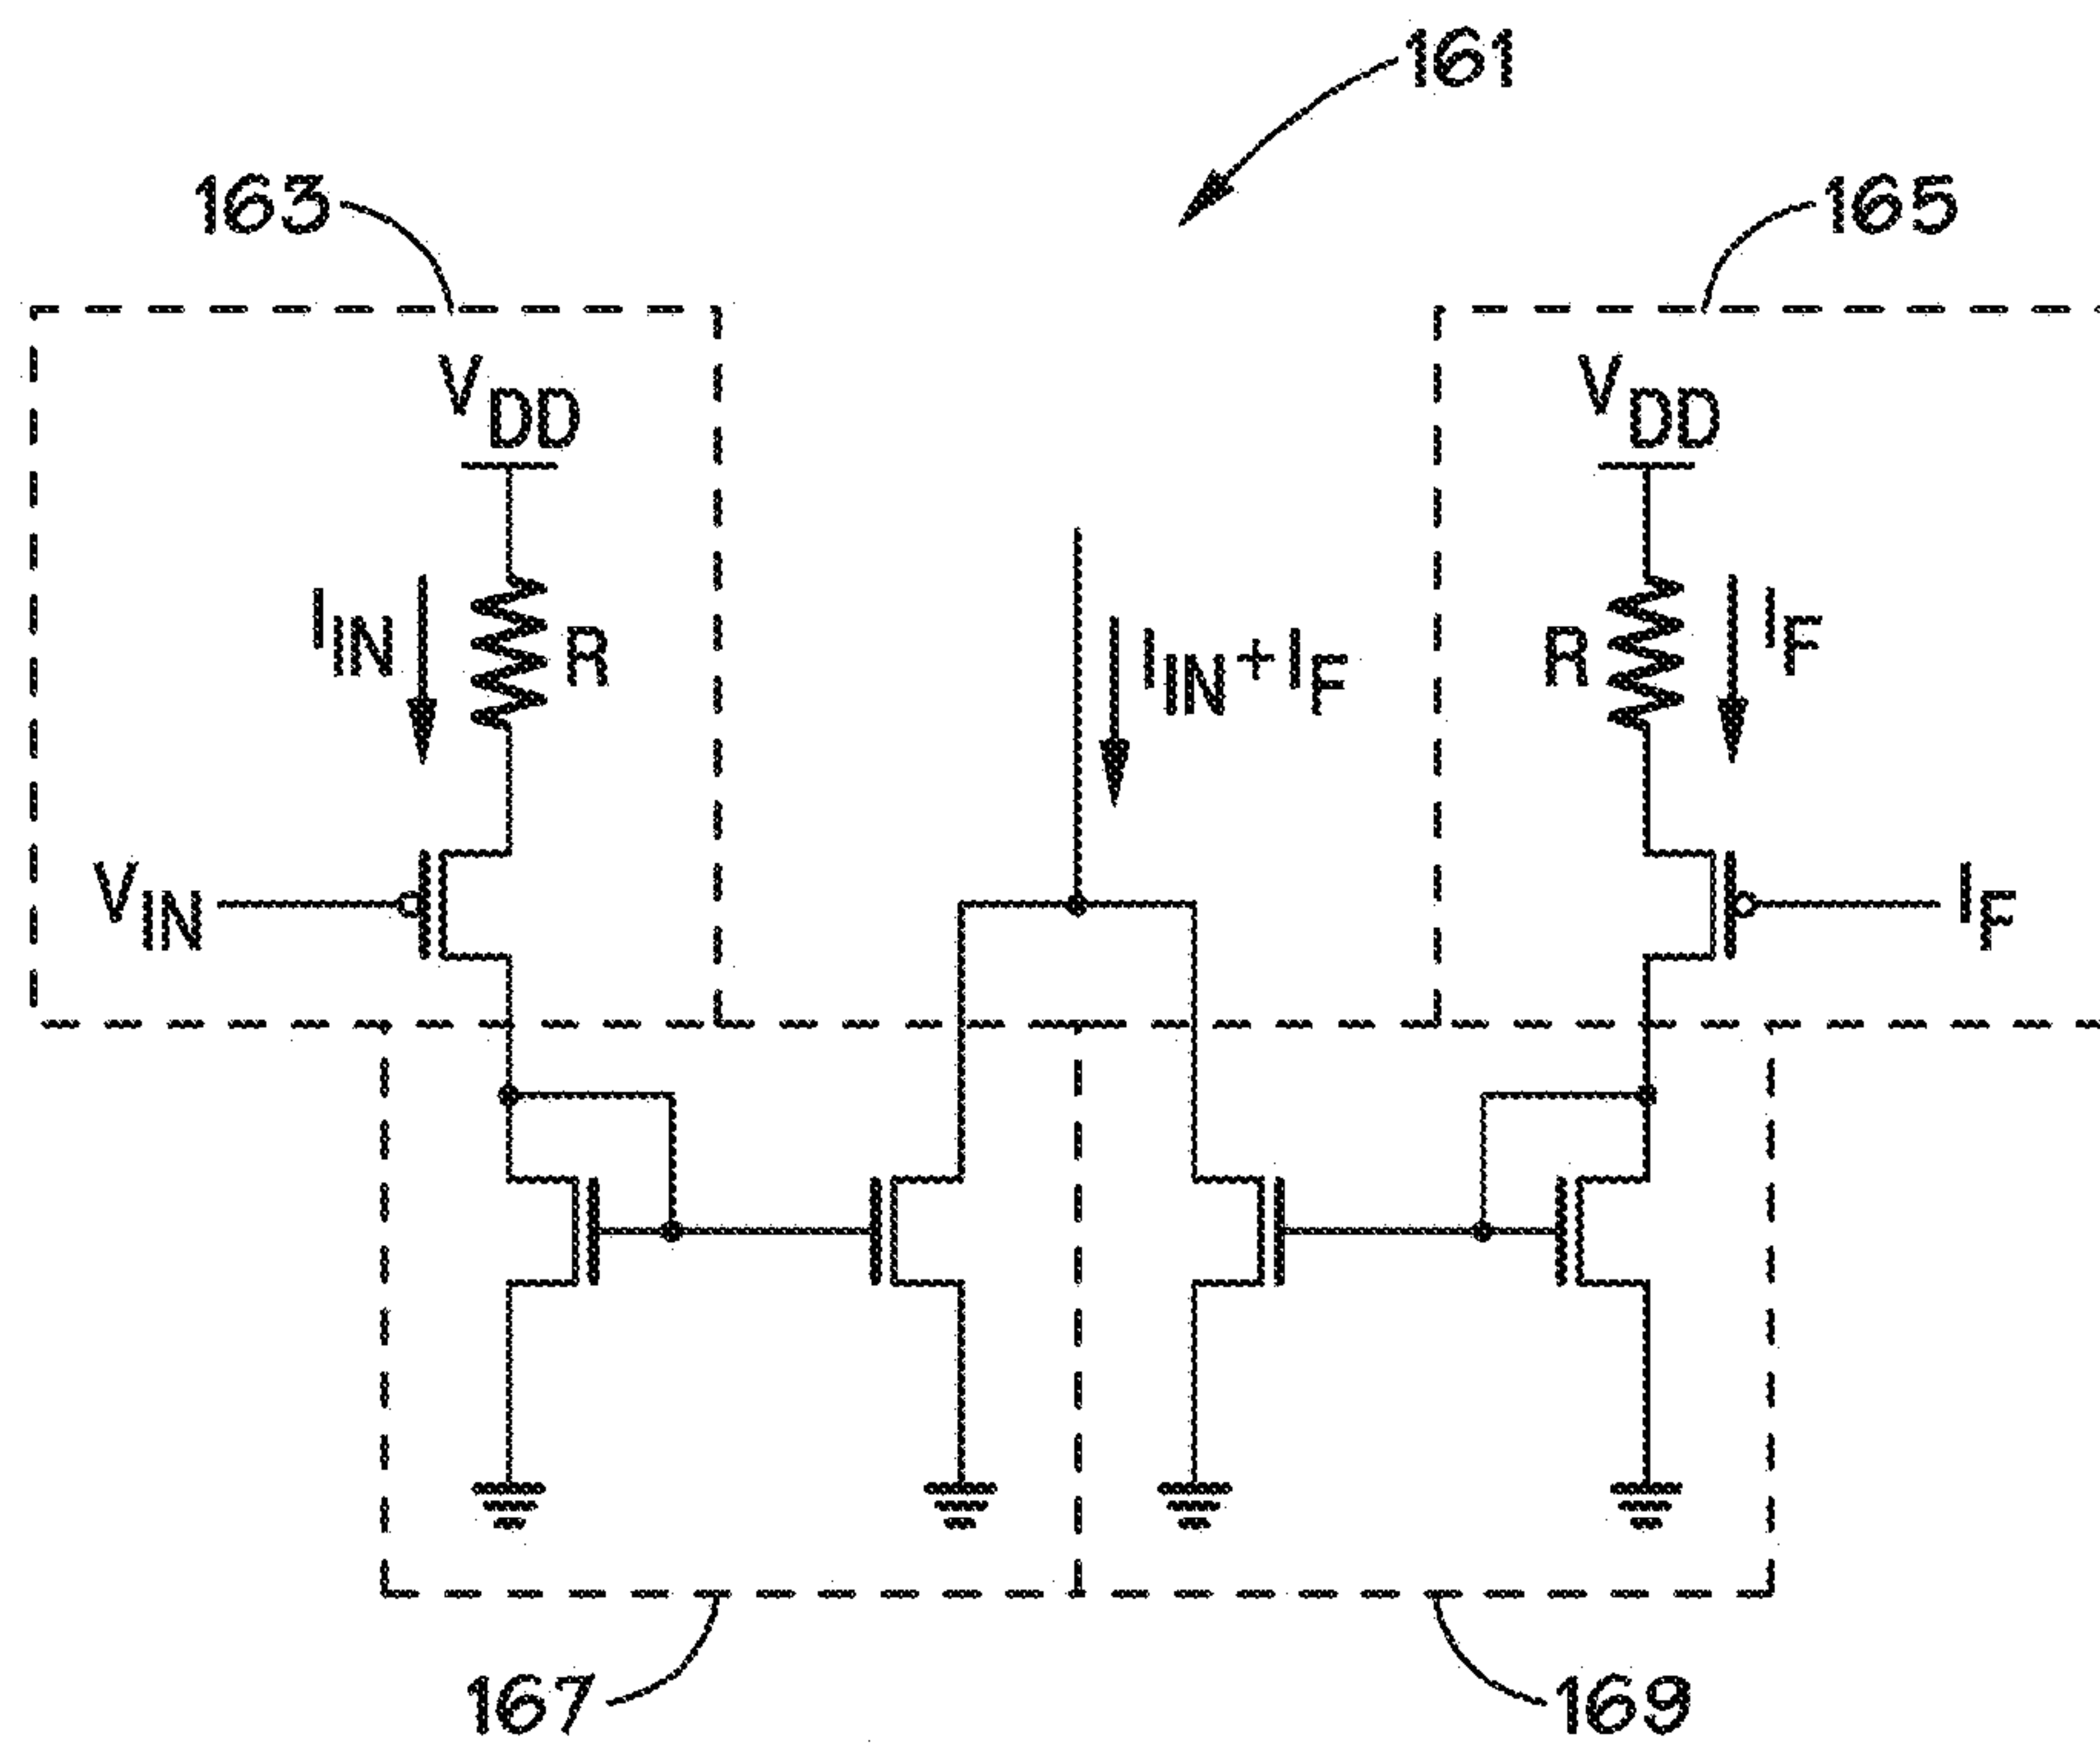 161
163
165
VDD
VDD
IIN
R
IIN + IF
R
IF
VIN
IF
167
169